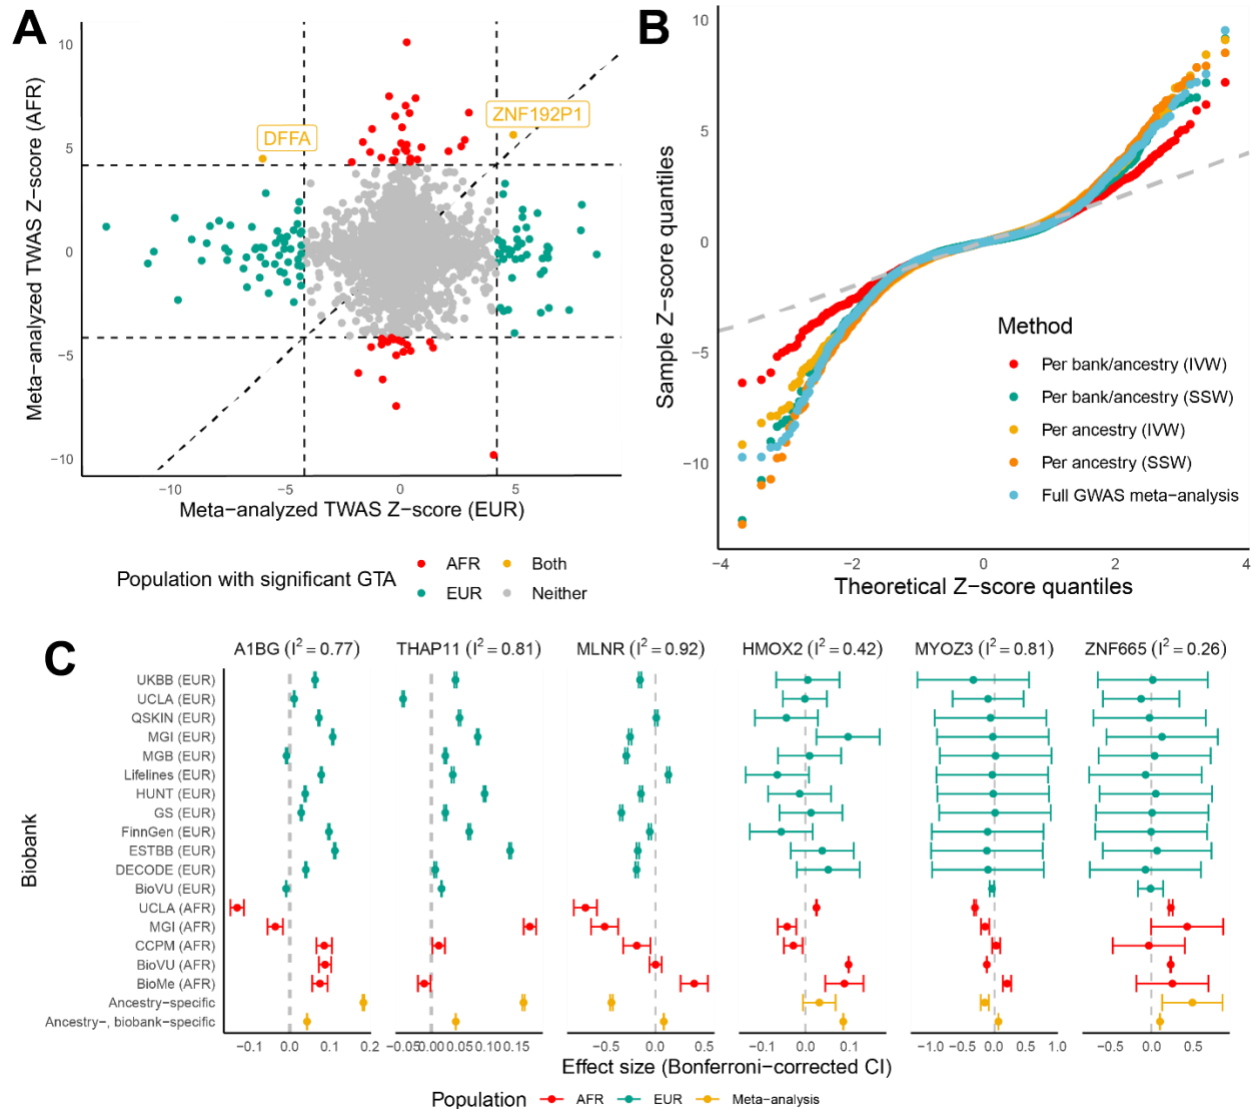 A
B
10
5
0
−5
−10
Meta−analyzed TWAS Z−score (AFR)
DFFA
ZNF192P1
−10
−5
0
5
Meta−analyzed TWAS Z−score (EUR)
Population with significant GTA
AFR
Both
EUR
Neither
10
5
0
−5
−10
Sample Z−score quantiles
Method
Per bank/ancestry (IVW)
Per bank/ancestry (SSW)
Per ancestry (IVW)
Per ancestry (SSW)
Full GWAS meta−analysis
−4
−2
0
2
4
Theoretical Z−score quantiles
C
A1BG (I² = 0.77)
THAP11 (I² = 0.81)
MLNR (I² = 0.92)
HMOX2 (I² = 0.42)
MYOZ3 (I² = 0.81)
ZNF665 (I² = 0.26)
Biobank
UKBB (EUR)
UCLA (EUR)
QSKIN (EUR)
MGI (EUR)
MGB (EUR)
Lifelines (EUR)
HUNT (EUR)
GS (EUR)
FinnGen (EUR)
ESTBB (EUR)
DECODE (EUR)
BioVU (EUR)
UCLA (AFR)
MGI (AFR)
CCPM (AFR)
BioVU (AFR)
BioMe (AFR)
Ancestry−specific
Ancestry−, biobank−specific
−0.1 0.0 0.1 0.2
−0.05 0.00 0.05 0.10 0.15
−0.5 0.0 0.5
−0.1 0.0 0.1
−1.0 −0.5 0.0 0.5
0.0 0.5
Effect size (Bonferroni−corrected CI)
Population
AFR
EUR
Meta−analysis